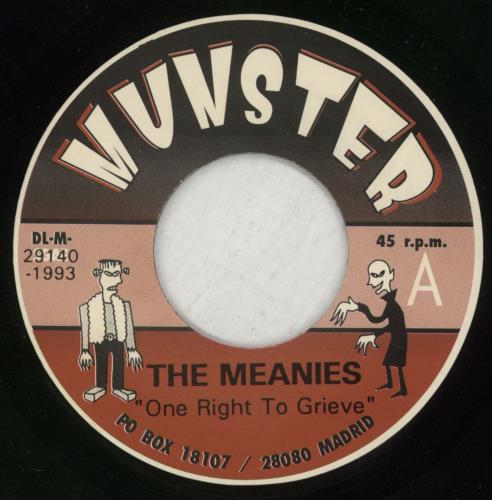 MUNSTER
DL-M-
29140
-1993
45 r.p.m.
A
THE MEANIES
"One Right To Grieve"
PO BOX 18107 / 28080 MADRID